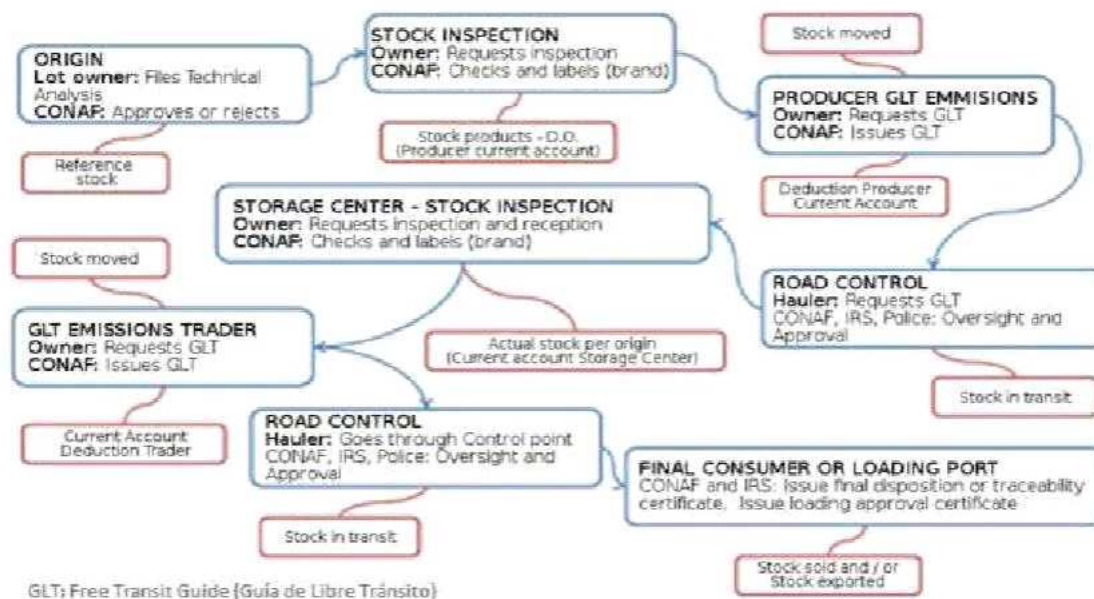 ORIGIN
Lot owner: Files Technical
Analysis
CONAF: Approves or rejects
Reference
stock
STOCK INSPECTION
Owner: Requests inspection
CONAF: Checks and labels (brand)
Stock products - D.O.
(Producer current account)
Stock moved
PRODUCER GLT EMMISIONS
Owner: Requests GLT
CONAF: Issues GLT
Deduction Producer
Current Account
ROAD CONTROL
Hauler: Requests GLT
CONAF, IRS, Police: Oversight and
Approval
Stock in transit
STORAGE CENTER - STOCK INSPECTION
Owner: Requests inspection and reception
CONAF: Checks and labels (brand)
Actual stock per origin
(Current account Storage Center)
Stock moved
GLT EMISSIONS TRADER
Owner: Requests GLT
CONAF: Issues GLT
Current Account
Deduction Trader
ROAD CONTROL
Hauler: Goes through Control point
CONAF, IRS, Police: Oversight and
Approval
Stock in transit
FINAL CONSUMER OR LOADING PORT
CONAF and IRS: Issue final disposition or traceability
certificate. Issue loading approval certificate
Stock sold and / or
Stock exported
GLT: Free Transit Guide (Guía de Libre Tránsito)